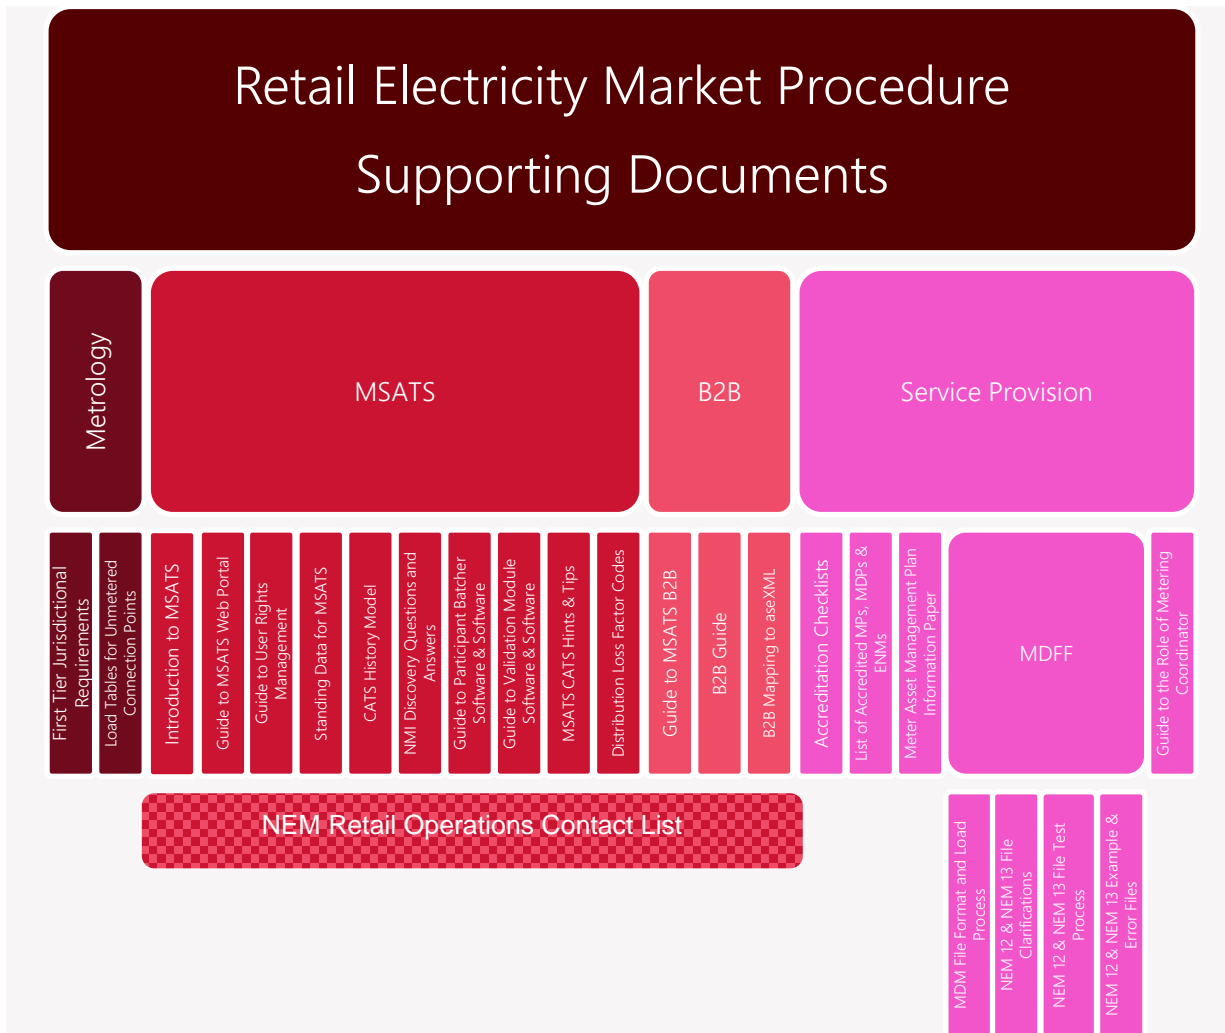 Retail Electricity Market Procedure
Supporting Documents
Metrology
MSATS
B2B
Service Provision
First Tier Jurisdictional
Requirements
Load Tables for Unmetered
Connection Points
Introduction to MSATS
Guide to MSATS Web Portal
Guide to User Rights
Management
Standing Data for MSATS
CATS History Model
NMI Discovery Questions and
Answers
Guide to Participant Batcher
Software & Software
Guide to Validation Module
Software & Software
MSATS CATS Hints & Tips
Distribution Loss Factor Codes
Guide to MSATS B2B
B2B Guide
B2B Mapping to aseXML
Accreditation Checklists
List of Accredited MPs, MDPs &
ENMs
Meter Asset Management Plan
Information Paper
MDFF
Guide to the Role of Metering
Coordinator
NEM Retail Operations Contact List
MDM File Format and Load
Process
NEM 12 & NEM 13 File
Clarifications
NEM 12 & NEM 13 File Test
Process
NEM 12 & NEM 13 Example &
Error Files